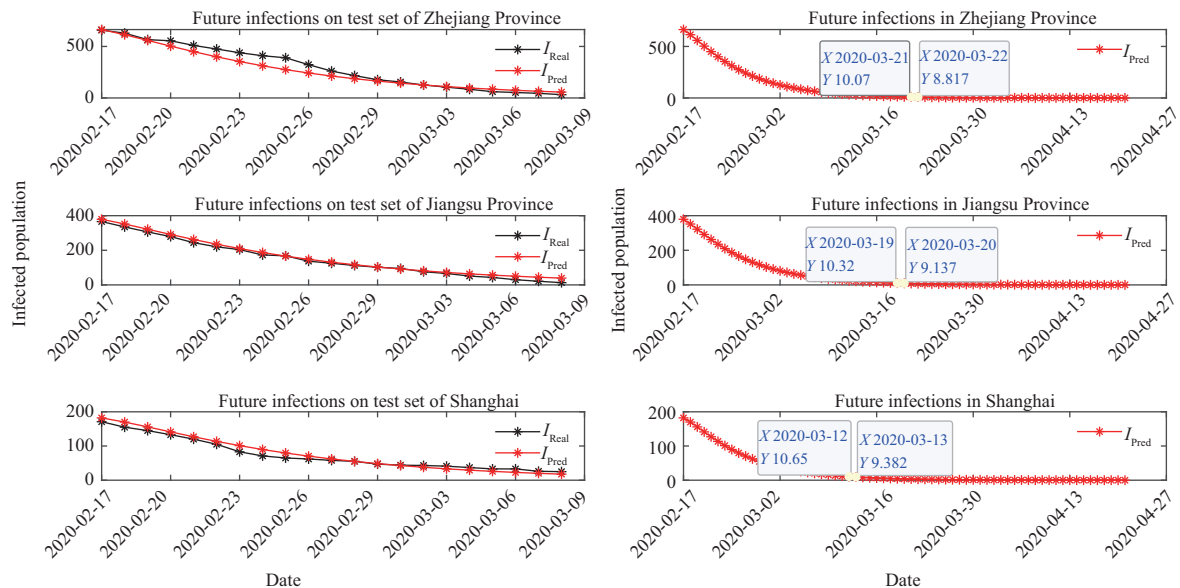 Future infections on test set of Zhejiang Province
500
0
I_Real
I_Pred
2020-02-17
2020-02-20
2020-02-23
2020-02-26
2020-02-29
2020-03-03
2020-03-06
2020-03-09
Future infections in Zhejiang Province
500
0
X 2020-03-21
Y 10.07
X 2020-03-22
Y 8.817
I_Pred
2020-02-17
2020-03-02
2020-03-16
2020-03-30
2020-04-13
2020-04-27
Infected population
Future infections on test set of Jiangsu Province
400
200
0
I_Real
I_Pred
2020-02-17
2020-02-20
2020-02-23
2020-02-26
2020-02-29
2020-03-03
2020-03-06
2020-03-09
Infected population
Future infections in Jiangsu Province
400
200
0
X 2020-03-19
Y 10.32
X 2020-03-20
Y 9.137
I_Pred
2020-02-17
2020-03-02
2020-03-16
2020-03-30
2020-04-13
2020-04-27
Future infections on test set of Shanghai
200
100
0
I_Real
I_Pred
2020-02-17
2020-02-20
2020-02-23
2020-02-26
2020-02-29
2020-03-03
2020-03-06
2020-03-09
Date
Future infections in Shanghai
200
100
0
X 2020-03-12
Y 10.65
X 2020-03-13
Y 9.382
I_Pred
2020-02-17
2020-03-02
2020-03-16
2020-03-30
2020-04-13
2020-04-27
Date